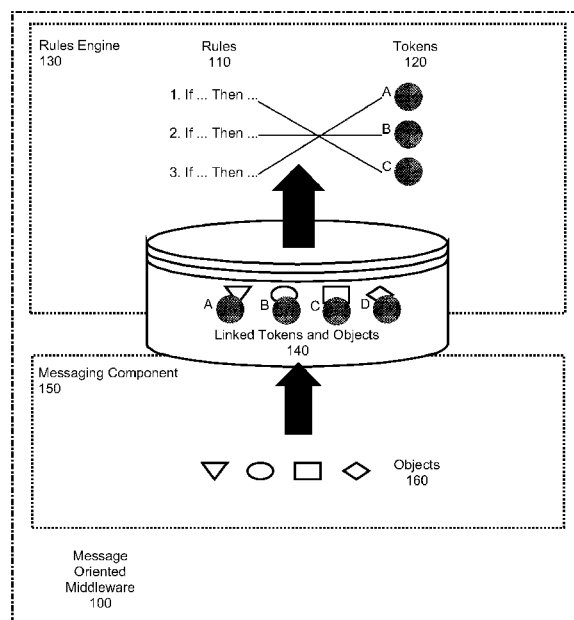 Rules Engine
130
Rules
110
Tokens
120
1. If ... Then ...
2. If ... Then ...
3. If ... Then ...
A
B
C
A
B
C
D
Linked Tokens and Objects
140
Messaging Component
150
Objects
160
Message
Oriented
Middleware
100